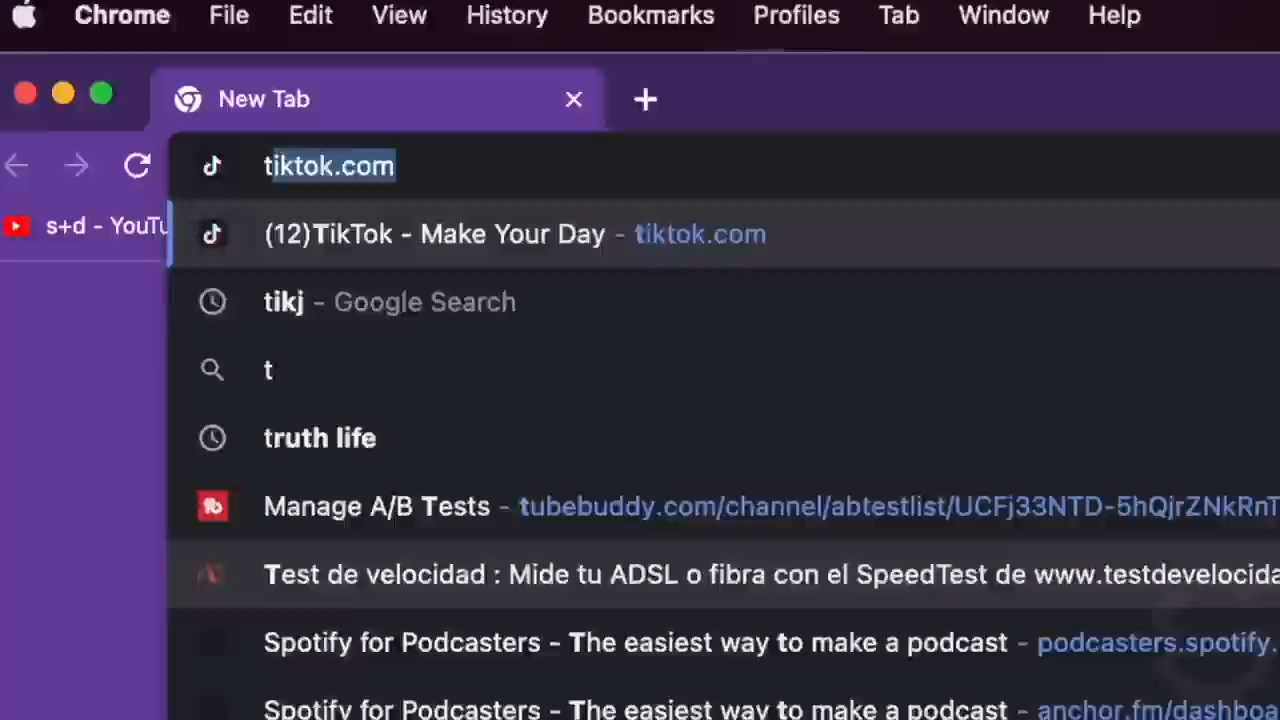 Chrome File Edit View History Bookmarks Profiles Tab Window Help
New Tab
tiktok.com
s+d - YouTu
(12)TikTok - Make Your Day - tiktok.com
tikj - Google Search
t
truth life
Manage A/B Tests - tubebuddy.com/channel/abtestlist/UCFj33NTD-5hQjrZNkRnT
Test de velocidad : Mide tu ADSL o fibra con el SpeedTest de www.testdevelocida
Spotify for Podcasters - The easiest way to make a podcast - podcasters.spotify.
Spotify for Podcasters - The easiest way to make a podcast - anchor.fm/dashboa